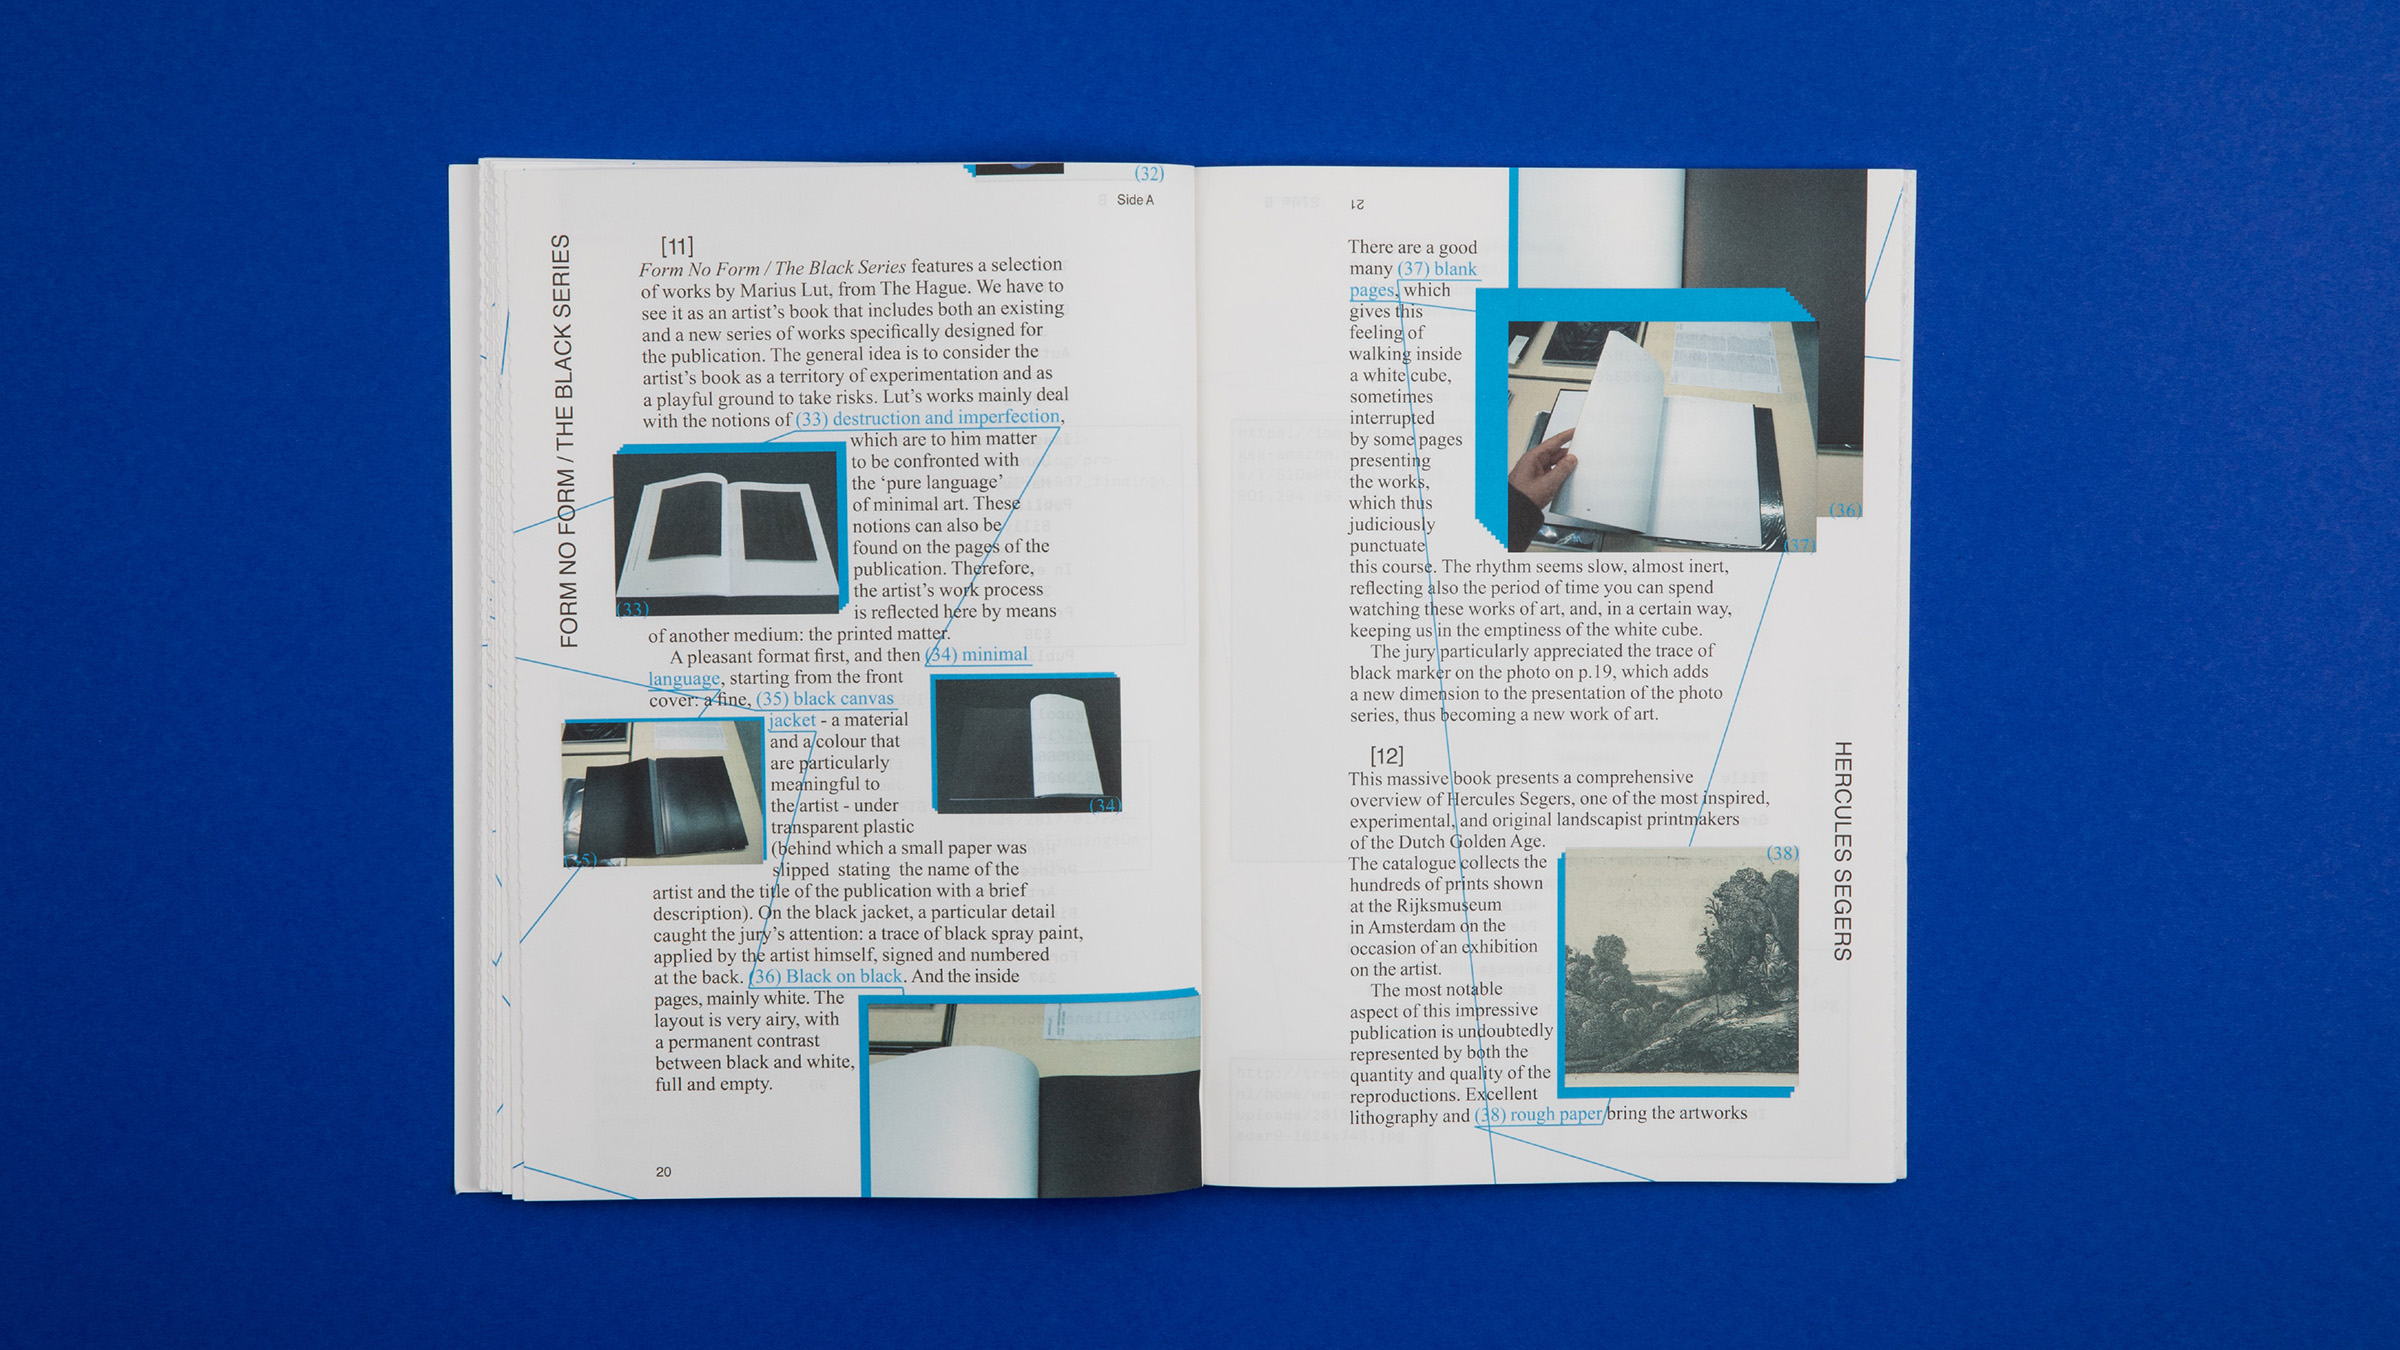 (32)
Side A
FORM NO FORM / THE BLACK SERIES
[11]
Form No Form / The Black Series features a selection
of works by Marius Lut, from The Hague. We have to
see it as an artist's book that includes both an existing
and a new series of works specifically designed for
the publication. The general idea is to consider the
artist's book as a territory of experimentation and as
a playful ground to take risks. Lut's works mainly deal
with the notions of (33) destruction and imperfection,
which are to him matter
to be confronted with
the ‘pure language’
of minimal art. These
notions can also be
found on the pages of the
publication. Therefore,
the artist's work process
is reflected here by means
(33)
of another medium: the printed matter.
A pleasant format first, and then (34) minimal
language, starting from the front
cover: a fine, (35) black canvas
jacket - a material
and a colour that
are particularly
meaningful to
the artist - under
transparent plastic
(behind which a small paper was
slipped stating the name of the
(34)
(35)
artist and the title of the publication with a brief
description). On the black jacket, a particular detail
caught the jury's attention: a trace of black spray paint,
applied by the artist himself, signed and numbered
at the back. (36) Black on black. And the inside
pages, mainly white. The
layout is very airy, with
a permanent contrast
between black and white,
full and empty.
20
21
There are a good
many (37) blank
pages, which
gives this
feeling of
walking inside
a white cube,
sometimes
interrupted
by some pages
presenting
the works,
which thus
judiciously
punctuate
(36)
(37)
this course. The rhythm seems slow, almost inert,
reflecting also the period of time you can spend
watching these works of art, and, in a certain way,
keeping us in the emptiness of the white cube.
The jury particularly appreciated the trace of
black marker on the photo on p.19, which adds
a new dimension to the presentation of the photo
series, thus becoming a new work of art.
HERCULES SEGERS
[12]
This massive book presents a comprehensive
overview of Hercules Segers, one of the most inspired,
experimental, and original landscapist printmakers
of the Dutch Golden Age.
The catalogue collects the
hundreds of prints shown
at the Rijksmuseum
in Amsterdam on the
occasion of an exhibition
on the artist.
The most notable
aspect of this impressive
publication is undoubtedly
represented by both the
quantity and quality of the
reproductions. Excellent
lithography and (38) rough paper bring the artworks
(38)